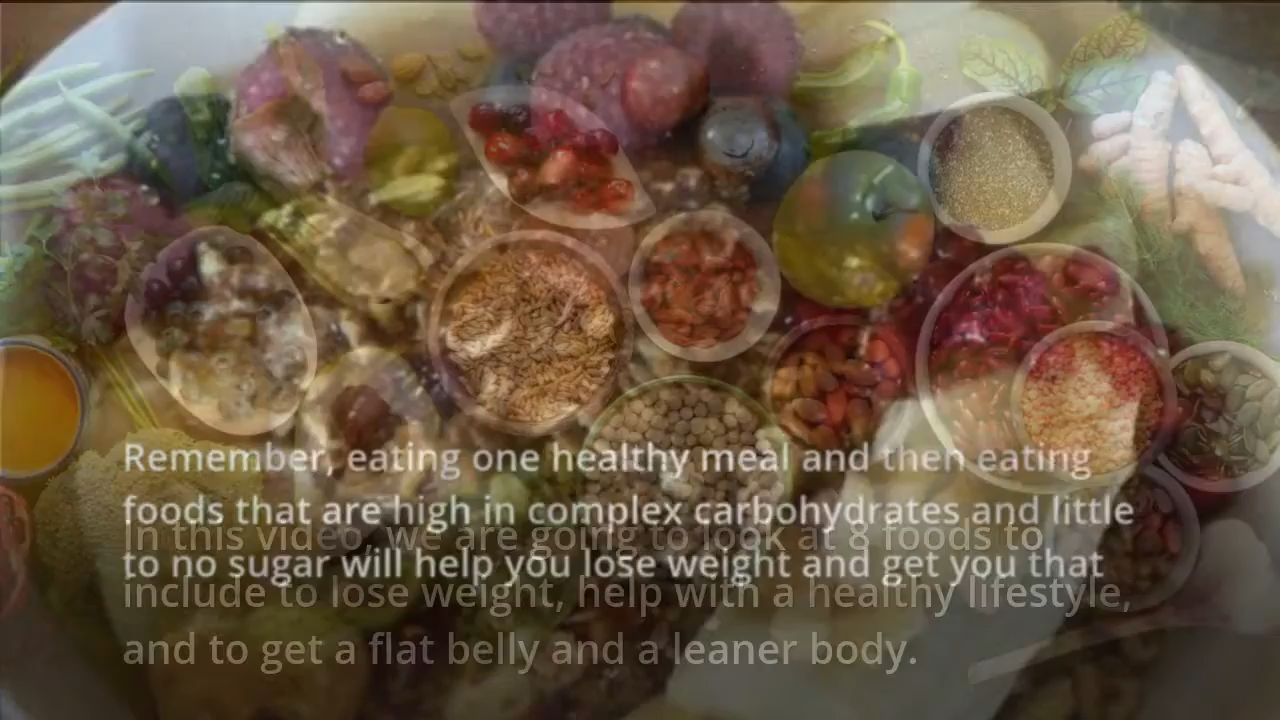 Remember, eating one healthy meal and then eating
foods that are high in complex carbohydrates and little
to no sugar will help you lose weight and get you that
In this video, we are going to look at 8 foods to
include to lose weight, help with a healthy lifestyle,
and to get a flat belly and a leaner body.